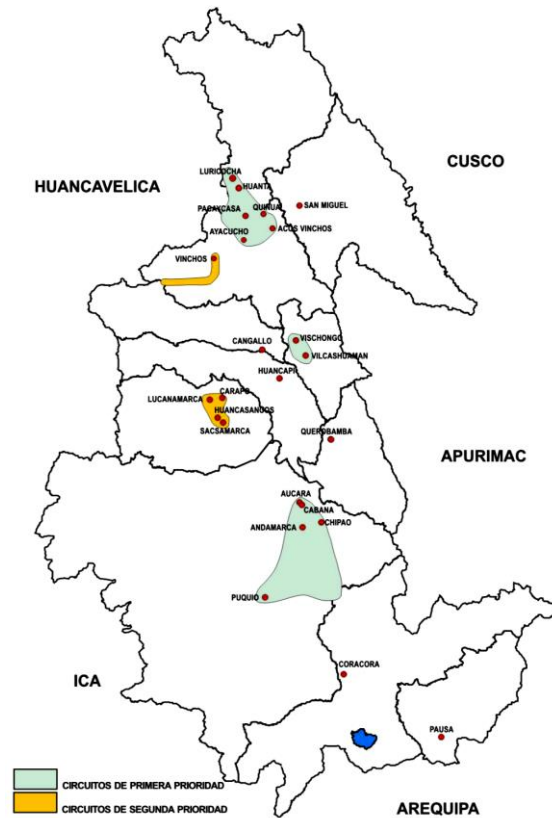 CUSCO
LURICOCHA
HUANCAVELICA
HUANTA
SAN MIGUEL
PACAYCASA
QUINUA
ACOS VINCHOS
AYACUCHO
VINCHOS
VISCHONGO
CANGALLO
VILCASHUAMAN
HUANCAPI
CARAPO
LUCANAMARCA
HUANCASANCOS
SACSAMARCA
QUEROBAMBA
APURIMAC
AUCARA
CABANA
ANDAMARCA
CHIPAO
PUQUIO
CORACORA
ICA
PAUSA
CIRCUITOS DE PRIMERA PRIORIDAD
CIRCUITOS DE SEGUNDA PRIORIDAD
AREQUIPA